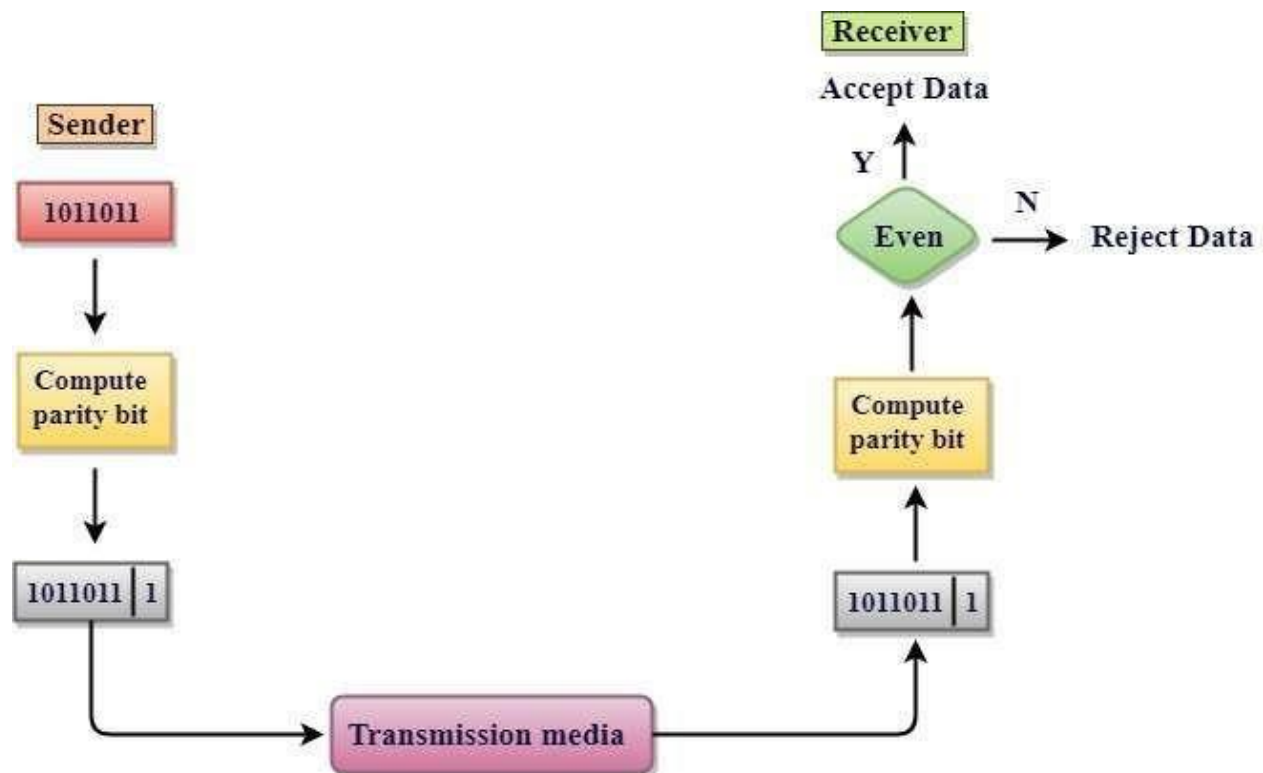 Sender
1011011
Compute
parity bit
1011011 | 1
Transmission media
Receiver
Accept Data
Y
Even
N
Reject Data
Compute
parity bit
1011011 | 1